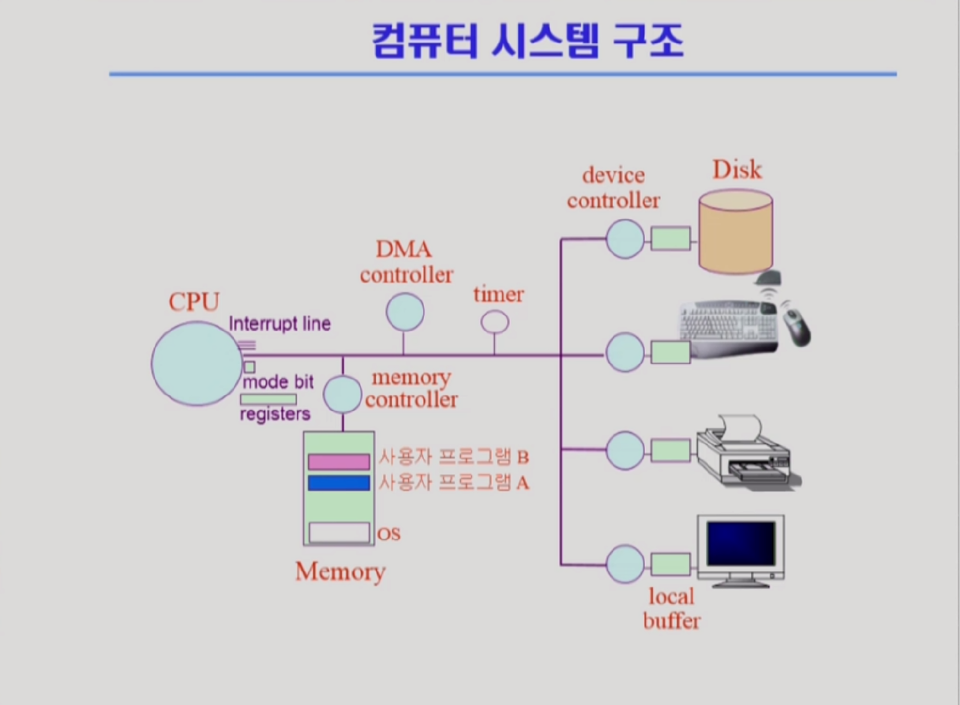 컴퓨터 시스템 구조
Disk
device
controller
DMA
controller
timer
CPU
Interrupt line
mode bit
registers
memory
controller
사용자 프로그램 B
사용자 프로그램 A
OS
Memory
local
buffer